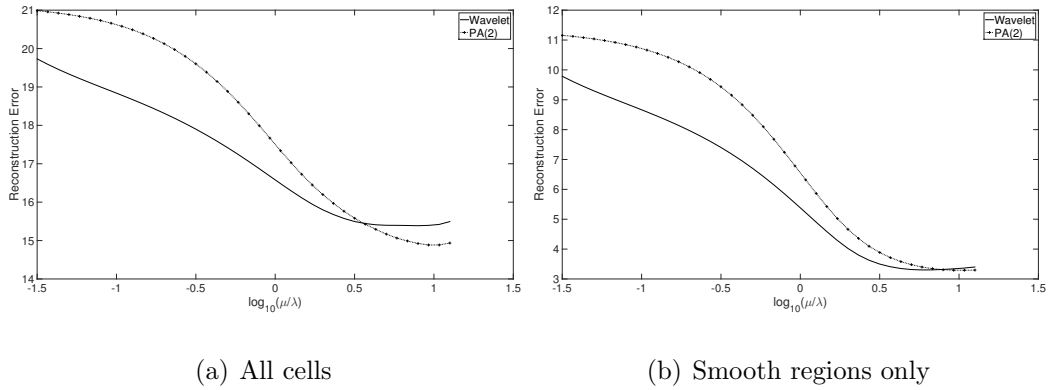 21
20
19
18
17
16
15
14
Reconstruction Error
-1.5 -1 -0.5 0 0.5 1 1.5
log10(μ/λ)
Wavelet
PA(2)
(a) All cells
12
11
10
9
8
7
6
5
4
3
Reconstruction Error
-1.5 -1 -0.5 0 0.5 1 1.5
log10(μ/λ)
Wavelet
PA(2)
(b) Smooth regions only